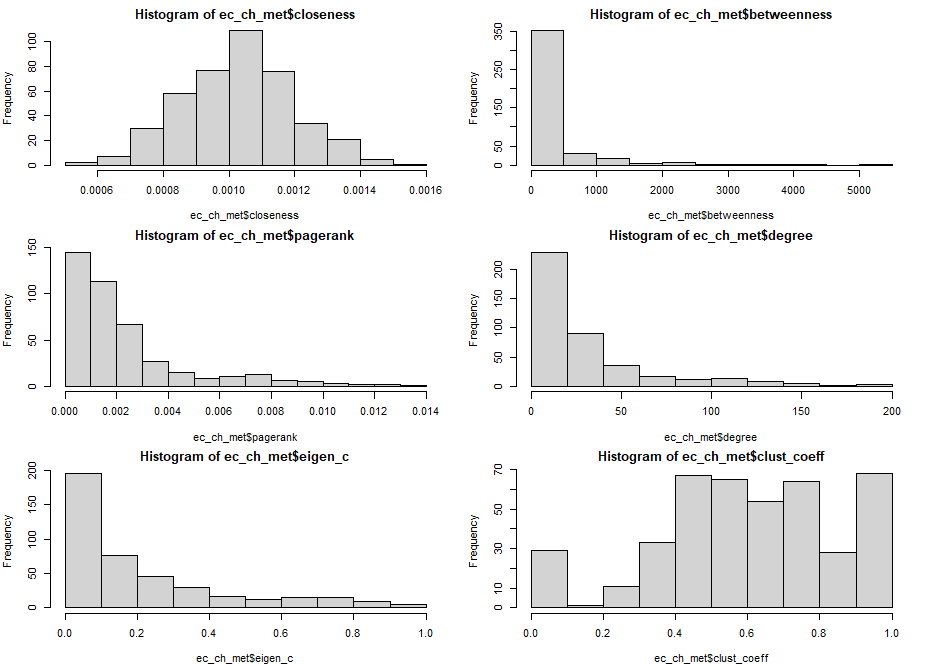 Histogram of ec_ch_met$closeness
Frequency
0 20 40 60 80 100
0.0006 0.0008 0.0010 0.0012 0.0014 0.0016
ec_ch_met$closeness
Histogram of ec_ch_met$betweenness
Frequency
0 50 150 250 350
0 1000 2000 3000 4000 5000
ec_ch_met$betweenness
Histogram of ec_ch_met$pagerank
Frequency
0 50 100 150
0.000 0.002 0.004 0.006 0.008 0.010 0.012 0.014
ec_ch_met$pagerank
Histogram of ec_ch_met$degree
Frequency
0 50 100 150 200
0 50 100 150 200
ec_ch_met$degree
Histogram of ec_ch_met$eigen_c
Frequency
0 50 100 150 200
0.0 0.2 0.4 0.6 0.8 1.0
ec_ch_met$eigen_c
Histogram of ec_ch_met$clust_coeff
Frequency
0 10 30 50 70
0.0 0.2 0.4 0.6 0.8 1.0
ec_ch_met$clust_coeff